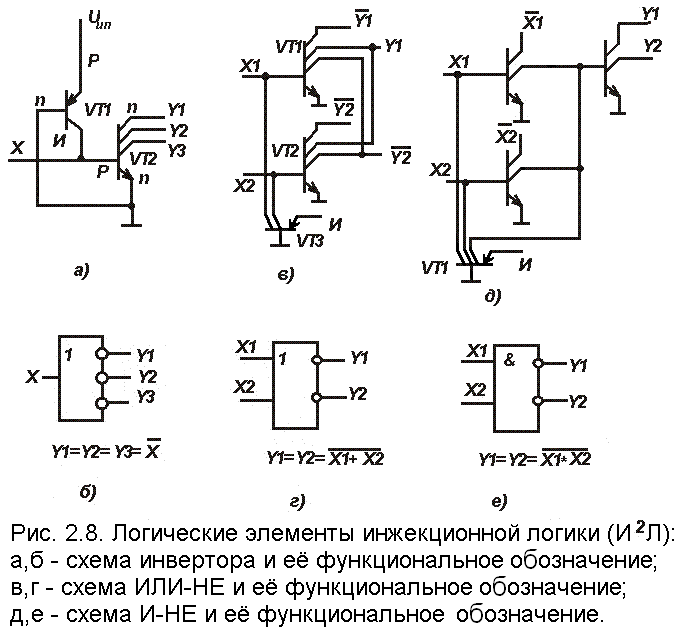 Uип
P
n
VT1
И
n
Y1
Y2
Y3
X
VT2
P
n
а)
Y̅1̅
VT1
X1
Y1
Y̅2̅
VT2
X2
Y̅2̅
И
VT3
в)
X̅1̅
Y1
X1
Y2
X̅2̅
X2
VT1
И
д)
1
X
Y1
Y2
Y3
Y1=Y2=Y3=X̅
б)
X1
1
Y1
X2
Y2
Y1=Y2=X̅1̅+̅ ̅X̅2̅
г)
X1
&
Y1
X2
Y2
Y1=Y2=X̅1̅*̅ ̅X̅2̅
е)
Рис. 2.8. Логические элементы инжекционной логики (И²Л):
а,б - схема инвертора и её функциональное обозначение;
в,г - схема ИЛИ-НЕ и её функциональное обозначение;
д,е - схема И-НЕ и её функциональное обозначение.